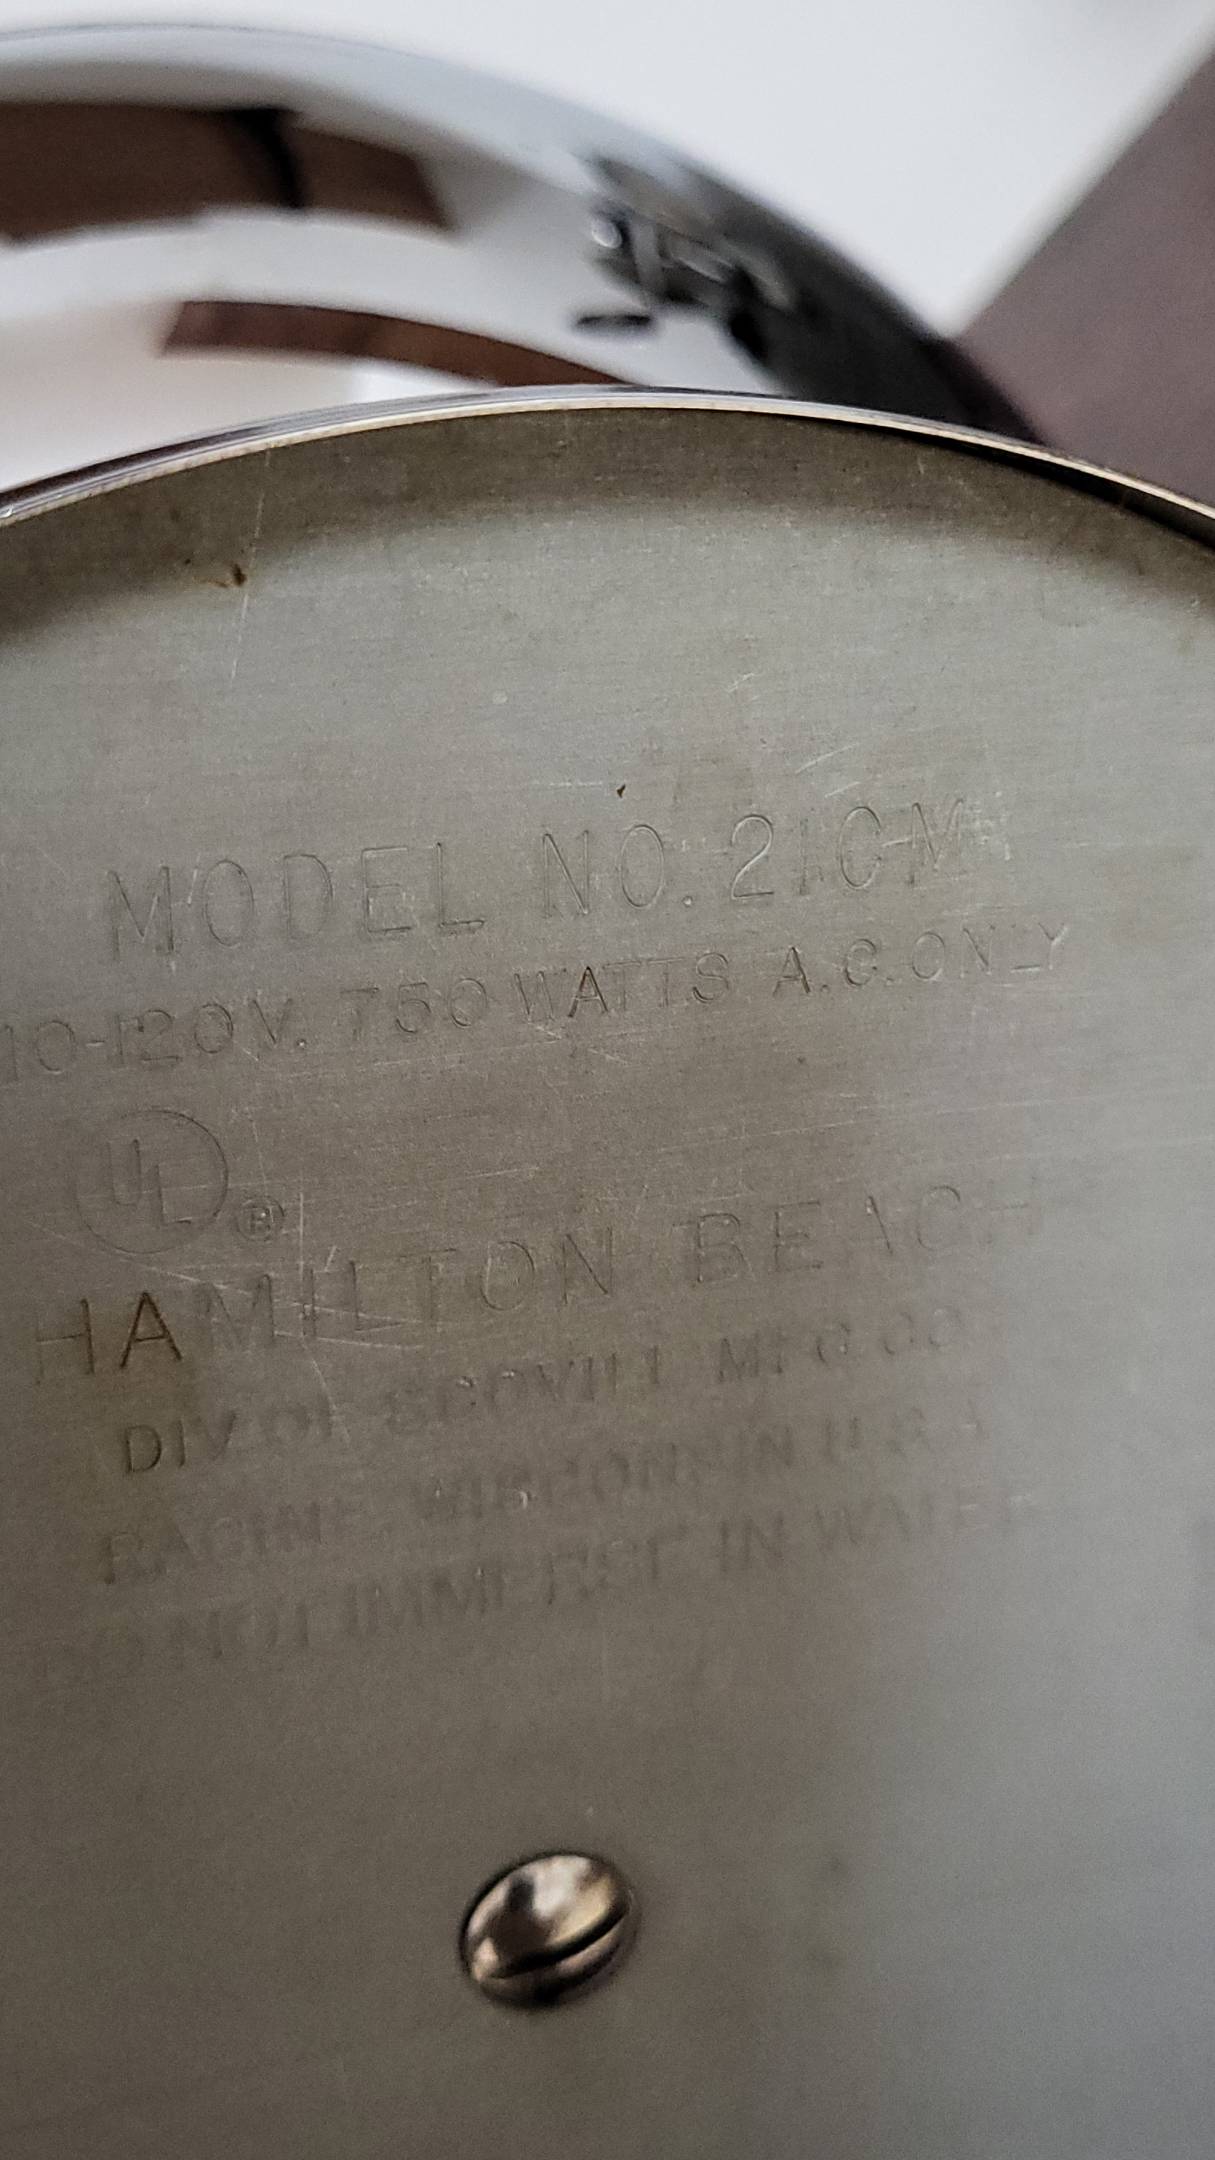 MODEL NO. 21CM
10-120V. 750 WATTS A.C. ONLY
UL ®
HAMILTON BEACH
DIV. OF SCOVILL MFG. CO.
RACINE, WISCONSIN U.S.A.
DO NOT IMMERSE IN WATER